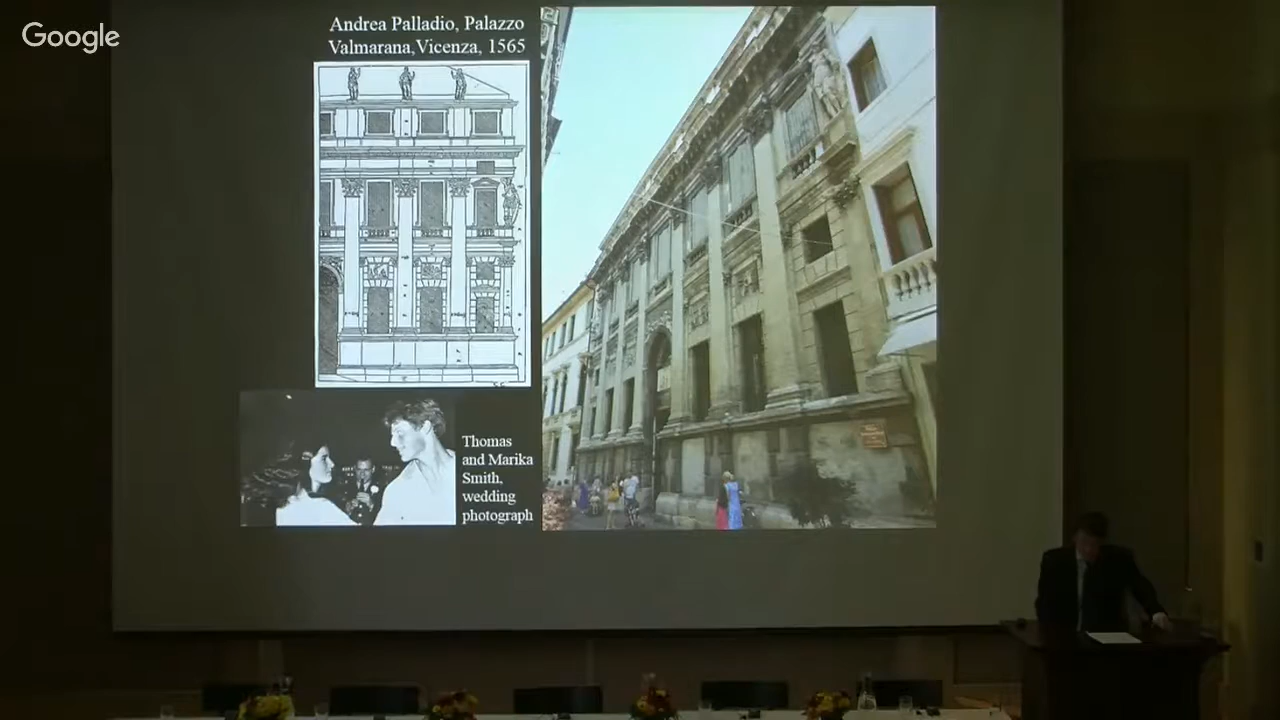 Google
Andrea Palladio, Palazzo
Valmarana,Vicenza, 1565
Thomas
and Marika
Smith,
wedding
photograph